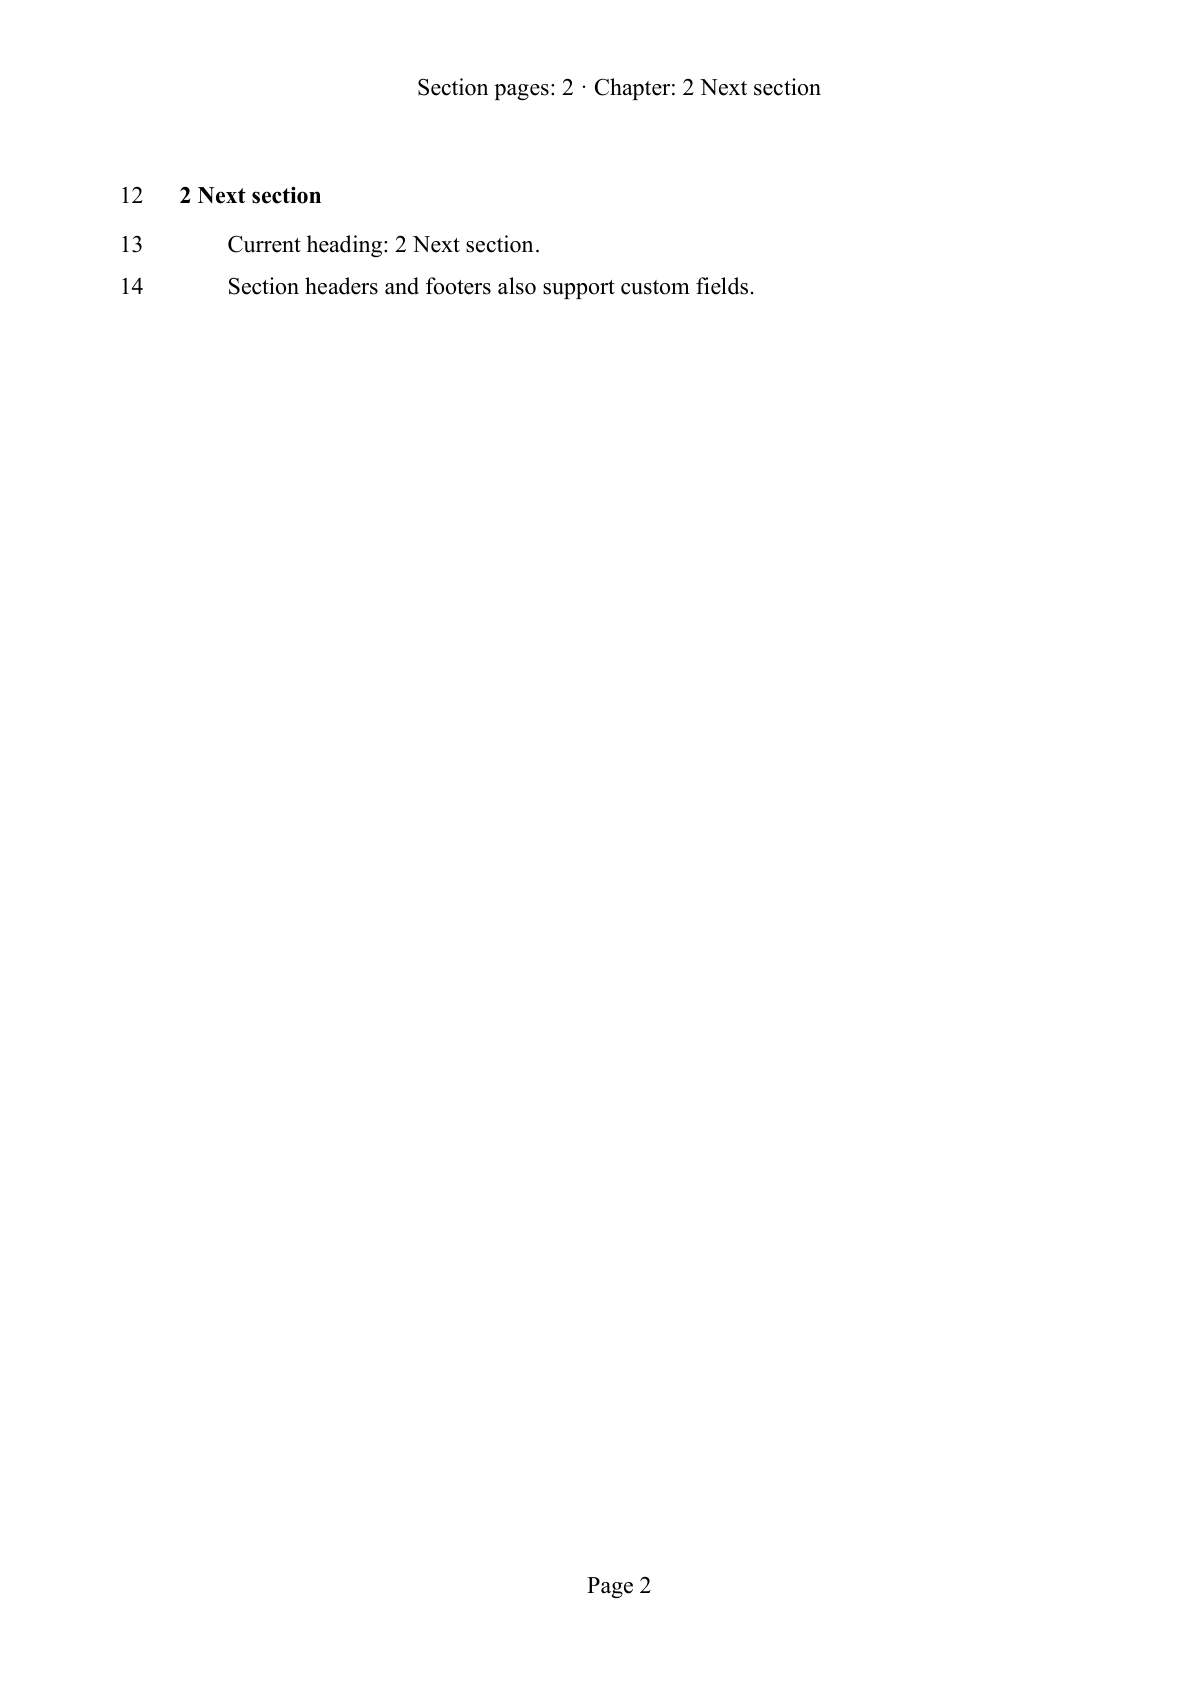 Section pages: 2 · Chapter: 2 Next section
12 2 Next section
13 Current heading: 2 Next section.
14 Section headers and footers also support custom fields.
Page 2